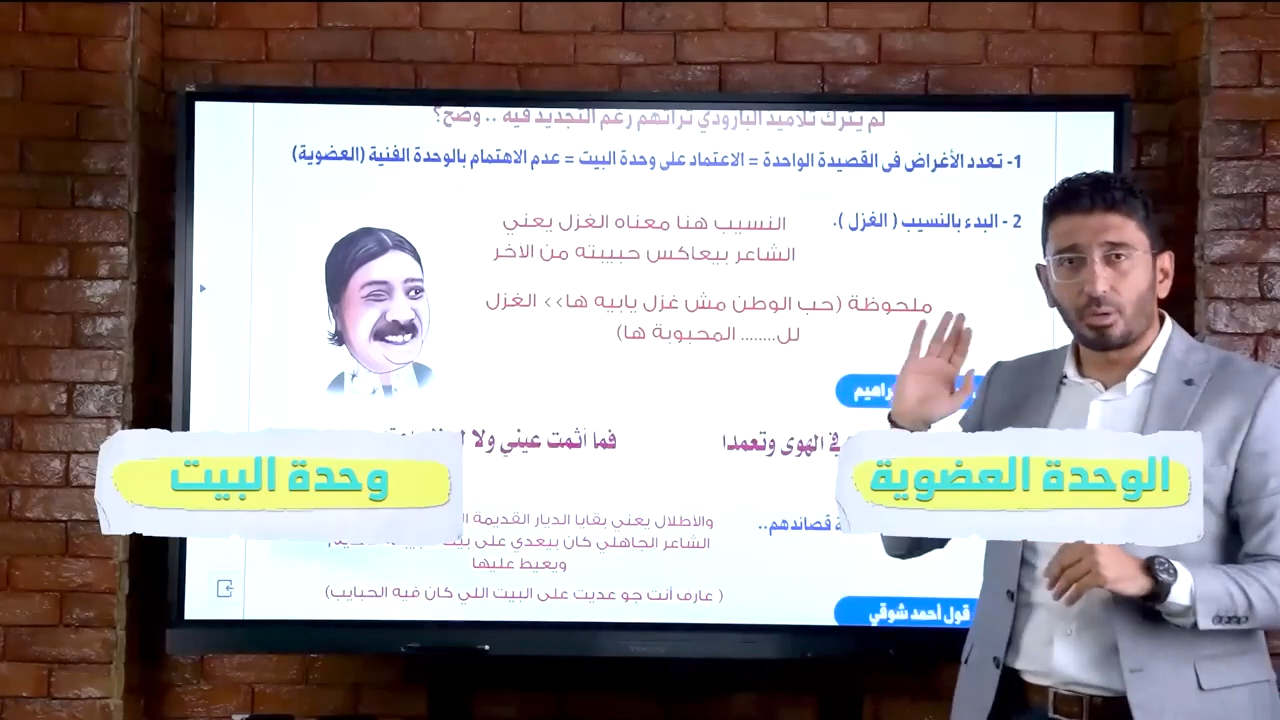 لم يترك تلاميذ البارودي تراثهم رغم التجديد فيه .. وضح؟
1- تعدد الأغراض فى القصيدة الواحدة = الاعتماد على وحدة البيت = عدم الاهتمام بالوحدة الفنية (العضوية)
2 - البدء بالنسيب ( الغزل ).
النسيب هنا معناه الغزل يعني
الشاعر بيعاكس حبيبته من الاخر
ملحوظة (حب الوطن مش غزل يابيه ها>> الغزل
لل........ المحبوبة ها)
في الهوى وتعمدا
فما أثمت عيني ولا
الوحدة العضوية
وحدة البيت
قصائدهم..
والاطلال يعني بقايا الديار القديمة
الشاعر الجاهلي كان بيعدي على
ويعيط عليها
( عارف أنت جو عديت على البيت اللي كان فيه الحبايب)
قول أحمد شوقي